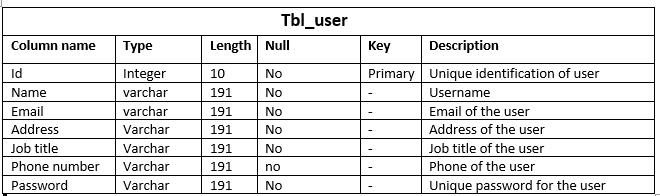 Tbl_user
Column name Type Length Null Key Description
Id Integer 10 No Primary Unique identification of user
Name varchar 191 No - Username
Email varchar 191 No - Email of the user
Address Varchar 191 No - Address of the user
Job title Varchar 191 No - Job title of the user
Phone number Varchar 191 no - Phone of the user
Password Varchar 191 No - Unique password for the user